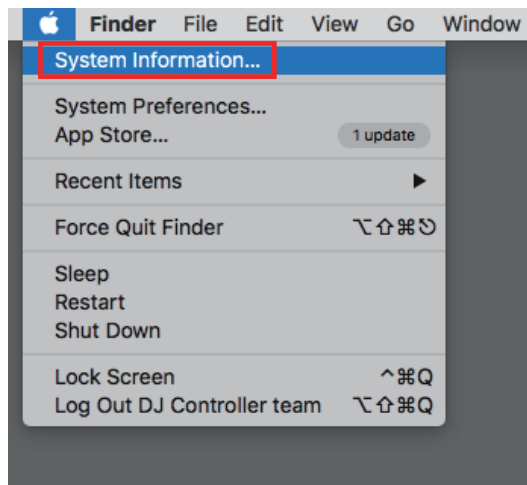 Finder File Edit View Go Window
System Information...
System Preferences...
App Store... 1 update
Recent Items ▶
Force Quit Finder ⌥⇧⌘⎋
Sleep
Restart
Shut Down
Lock Screen ^⌘Q
Log Out DJ Controller team ⌥⇧⌘Q